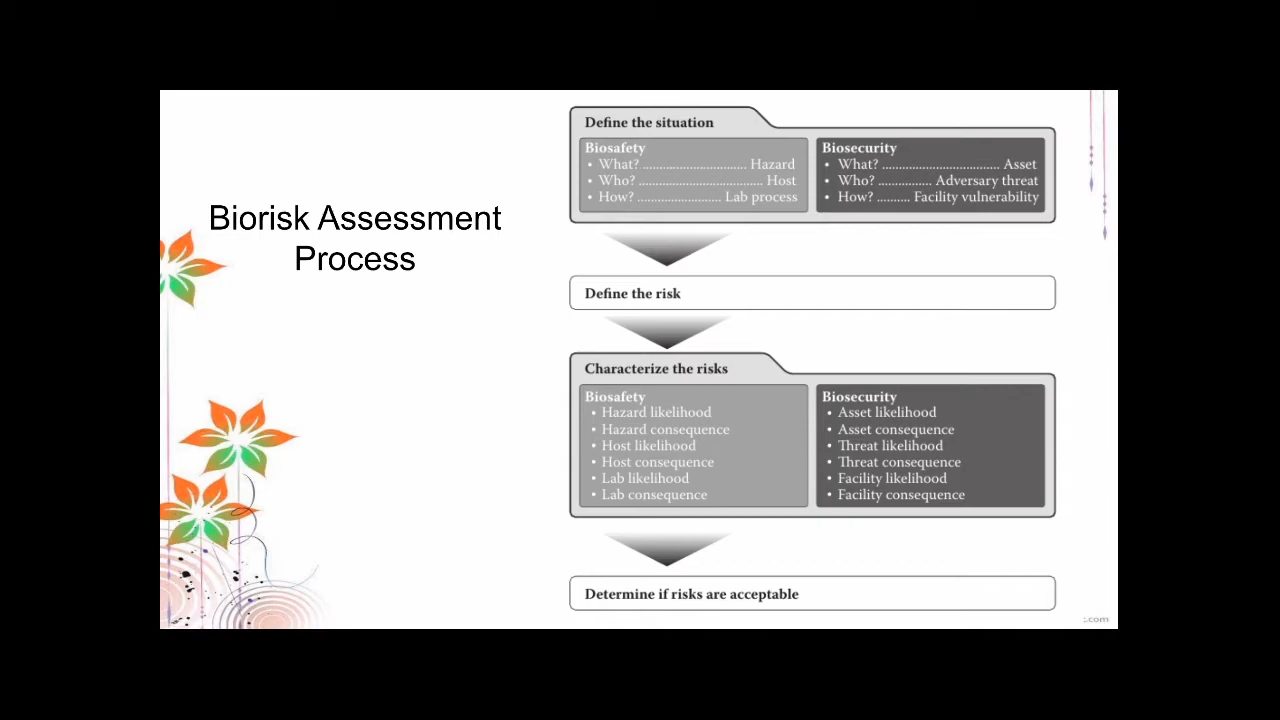 Biorisk Assessment
Process
Define the situation
Biosafety
• What? ............................... Hazard
• Who? ..................................... Host
• How? ......................... Lab process
Biosecurity
• What? ................................... Asset
• Who? ................ Adversary threat
• How? .......... Facility vulnerability
Define the risk
Characterize the risks
Biosafety
• Hazard likelihood
• Hazard consequence
• Host likelihood
• Host consequence
• Lab likelihood
• Lab consequence
Biosecurity
• Asset likelihood
• Asset consequence
• Threat likelihood
• Threat consequence
• Facility likelihood
• Facility consequence
Determine if risks are acceptable
.com